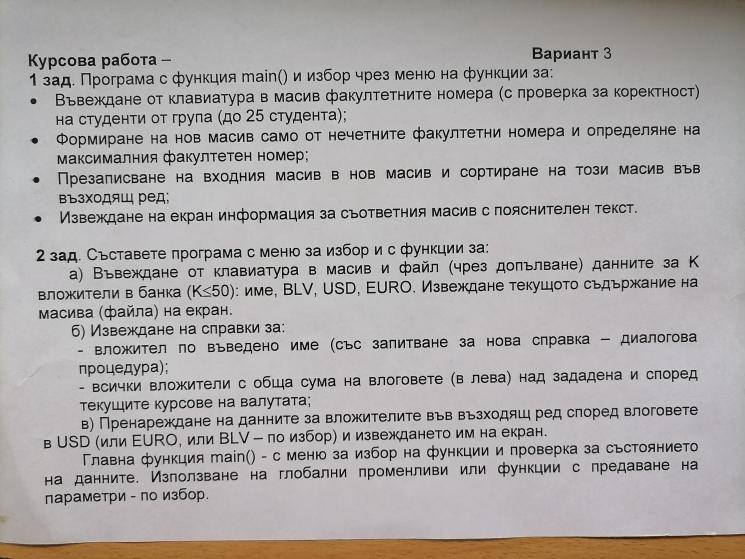 Курсова работа – Вариант 3
1 зад. Програма с функция main() и избор чрез меню на функции за:
• Въвеждане от клавиатура в масив факултетните номера (с проверка за коректност)
на студенти от група (до 25 студента);
• Формиране на нов масив само от нечетните факултетни номера и определяне на
максималния факултетен номер;
• Презаписване на входния масив в нов масив и сортиране на този масив във
възходящ ред;
• Извеждане на екран информация за съответния масив с пояснителен текст.
2 зад. Съставете програма с меню за избор и с функции за:
а) Въвеждане от клавиатура в масив и файл (чрез допълване) данните за К
вложители в банка (K≤50): име, BLV, USD, EURO. Извеждане текущото съдържание на
масива (файла) на екран.
б) Извеждане на справки за:
- вложител по въведено име (със запитване за нова справка – диалогова
процедура);
- всички вложители с обща сума на влоговете (в лева) над зададена и според
текущите курсове на валутата;
в) Пренареждане на данните за вложителите във възходящ ред според влоговете
в USD (или EURO, или BLV – по избор) и извеждането им на екран.
Главна функция main() - с меню за избор на функции и проверка за състоянието
на данните. Използване на глобални променливи или функции с предаване на
параметри - по избор.